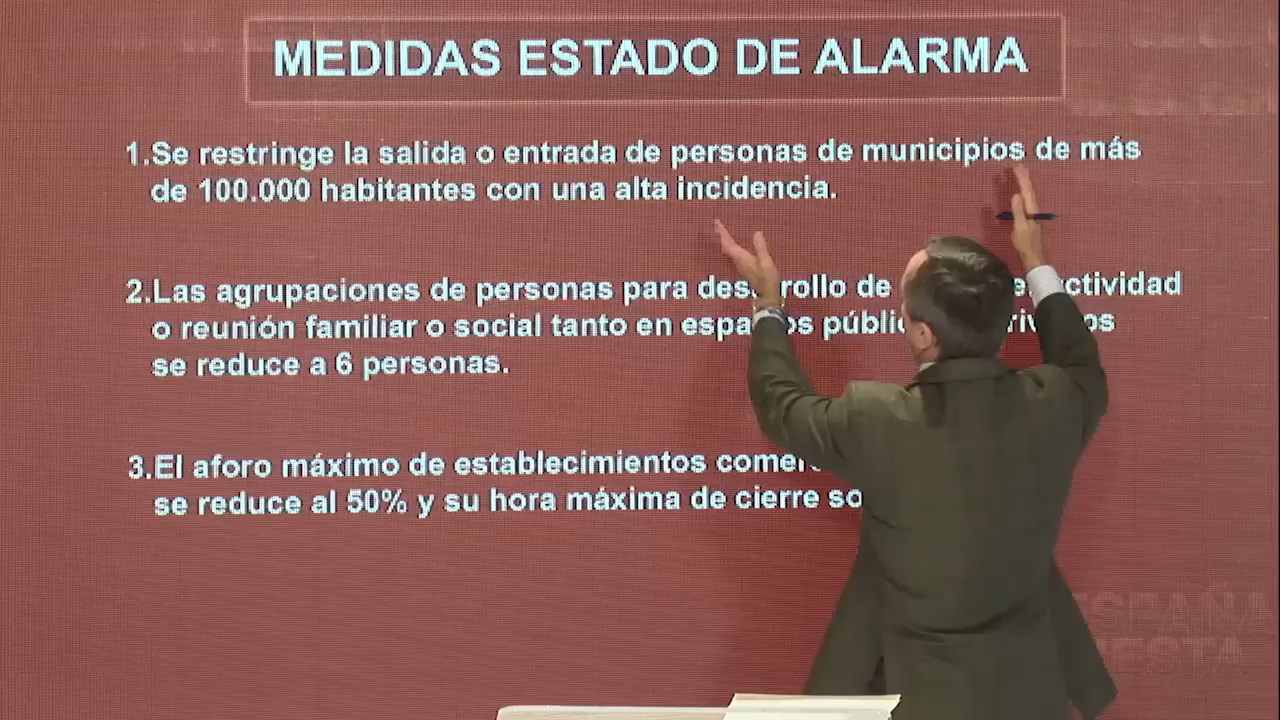 MEDIDAS ESTADO DE ALARMA
1.Se restringe la salida o entrada de personas de municipios de más
de 100.000 habitantes con una alta incidencia.
2.Las agrupaciones de personas para desarrollo de
o reunión familiar o social tanto en espacios
se reduce a 6 personas.
3.El aforo máximo de establecimientos
se reduce al 50% y su hora máxima de cierre
ESPAÑA